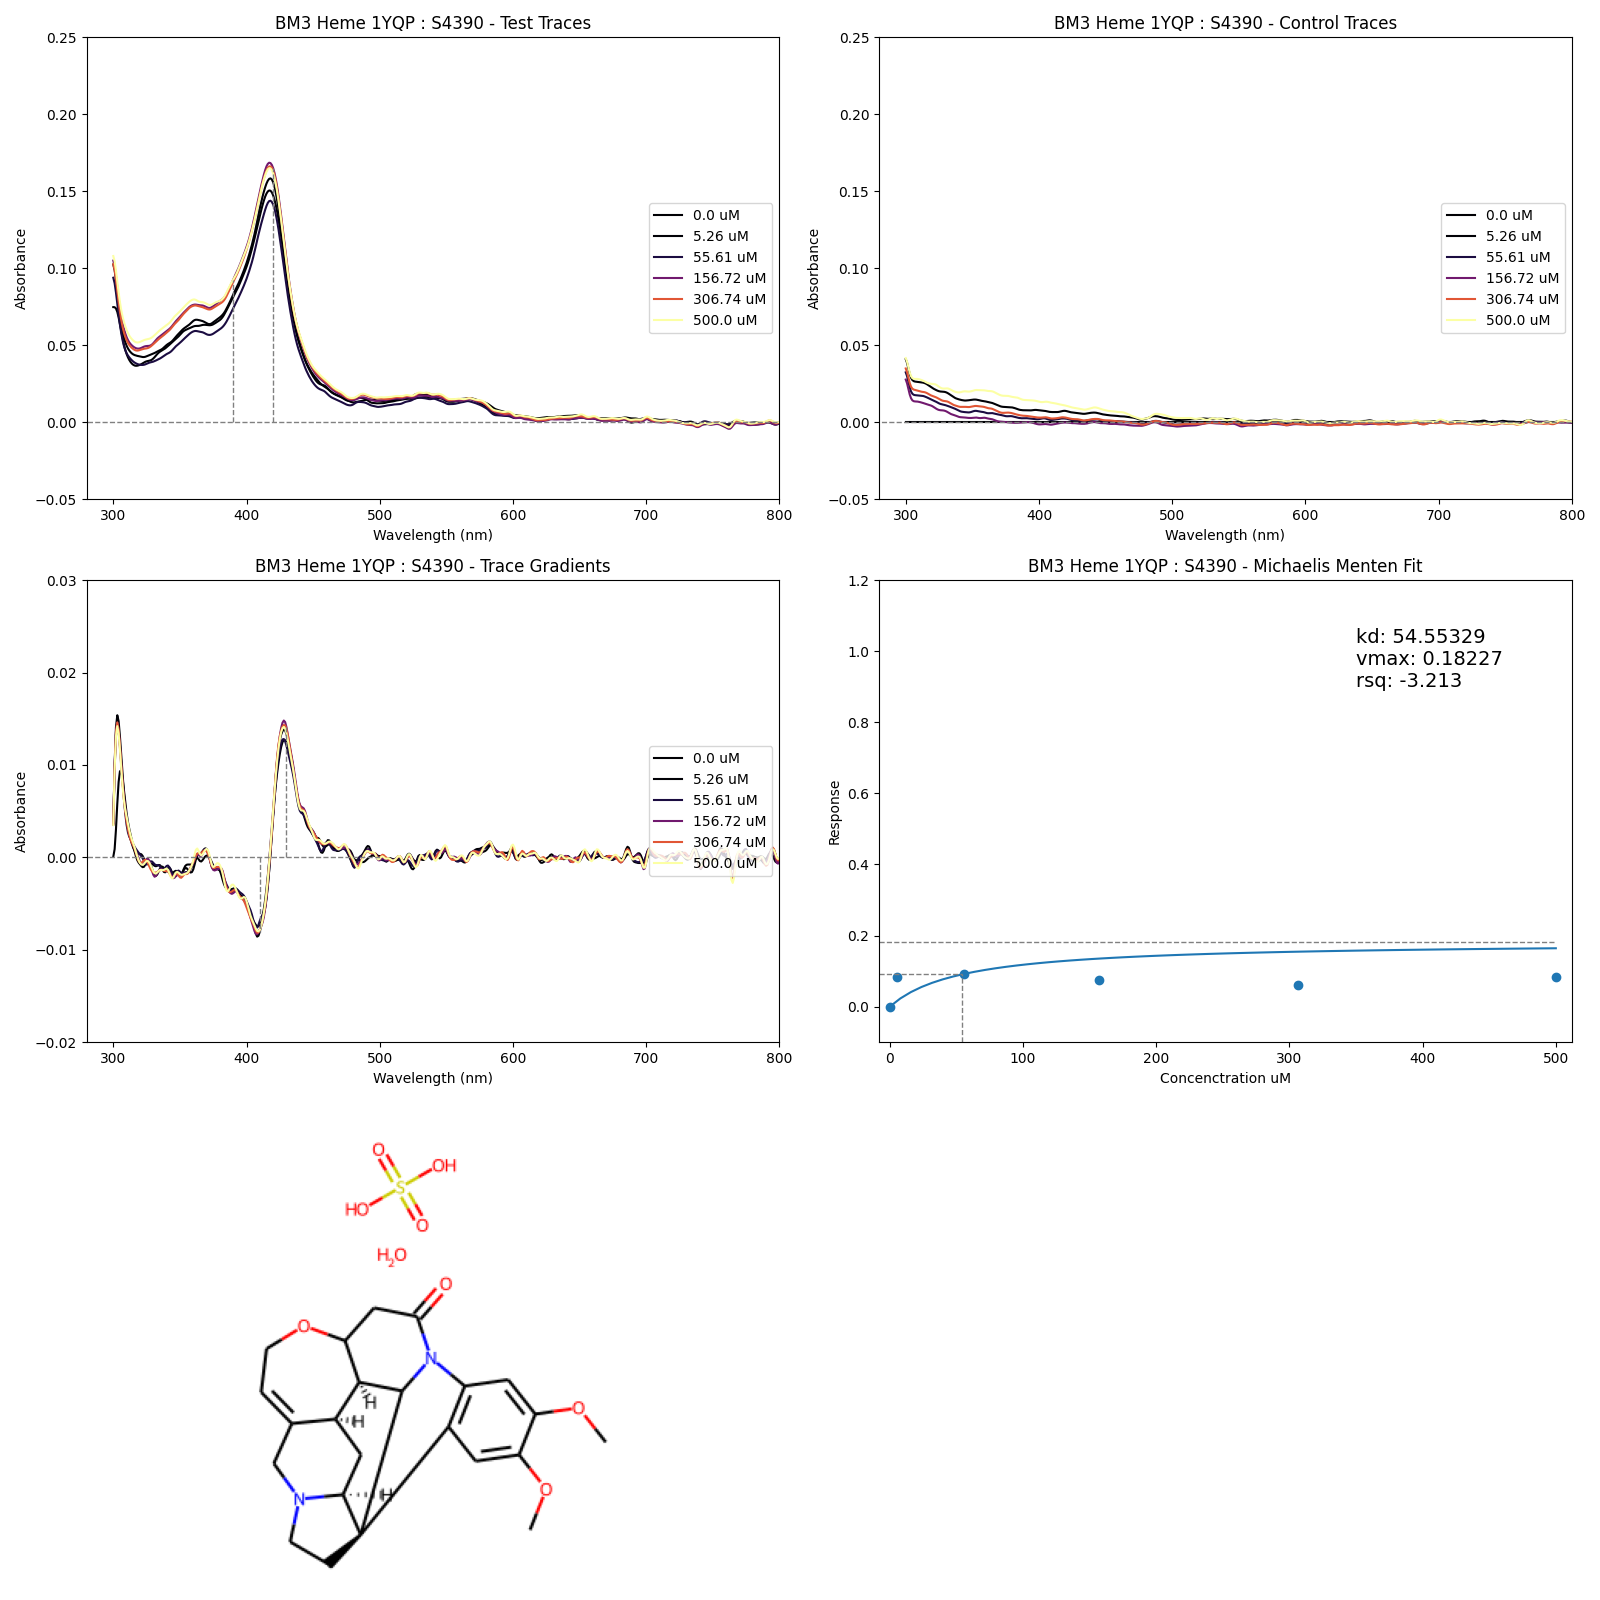 BM3 Heme 1YQP : S4390 - Test Traces
0.25
0.20
0.15
0.10
0.05
0.00
−0.05
Absorbance
300 400 500 600 700 800
Wavelength (nm)
0.0 uM
5.26 uM
55.61 uM
156.72 uM
306.74 uM
500.0 uM
BM3 Heme 1YQP : S4390 - Control Traces
0.25
0.20
0.15
0.10
0.05
0.00
−0.05
Absorbance
300 400 500 600 700 800
Wavelength (nm)
0.0 uM
5.26 uM
55.61 uM
156.72 uM
306.74 uM
500.0 uM
BM3 Heme 1YQP : S4390 - Trace Gradients
0.03
0.02
0.01
0.00
−0.01
−0.02
Absorbance
300 400 500 600 700 800
Wavelength (nm)
0.0 uM
5.26 uM
55.61 uM
156.72 uM
306.74 uM
500.0 uM
BM3 Heme 1YQP : S4390 - Michaelis Menten Fit
kd: 54.55329
vmax: 0.18227
rsq: -3.213
1.2
1.0
0.8
0.6
0.4
0.2
0.0
Response
0 100 200 300 400 500
Concenctration uM
O
OH
S
HO
O
H2O
O
O
N
H
H
O
N
H
O